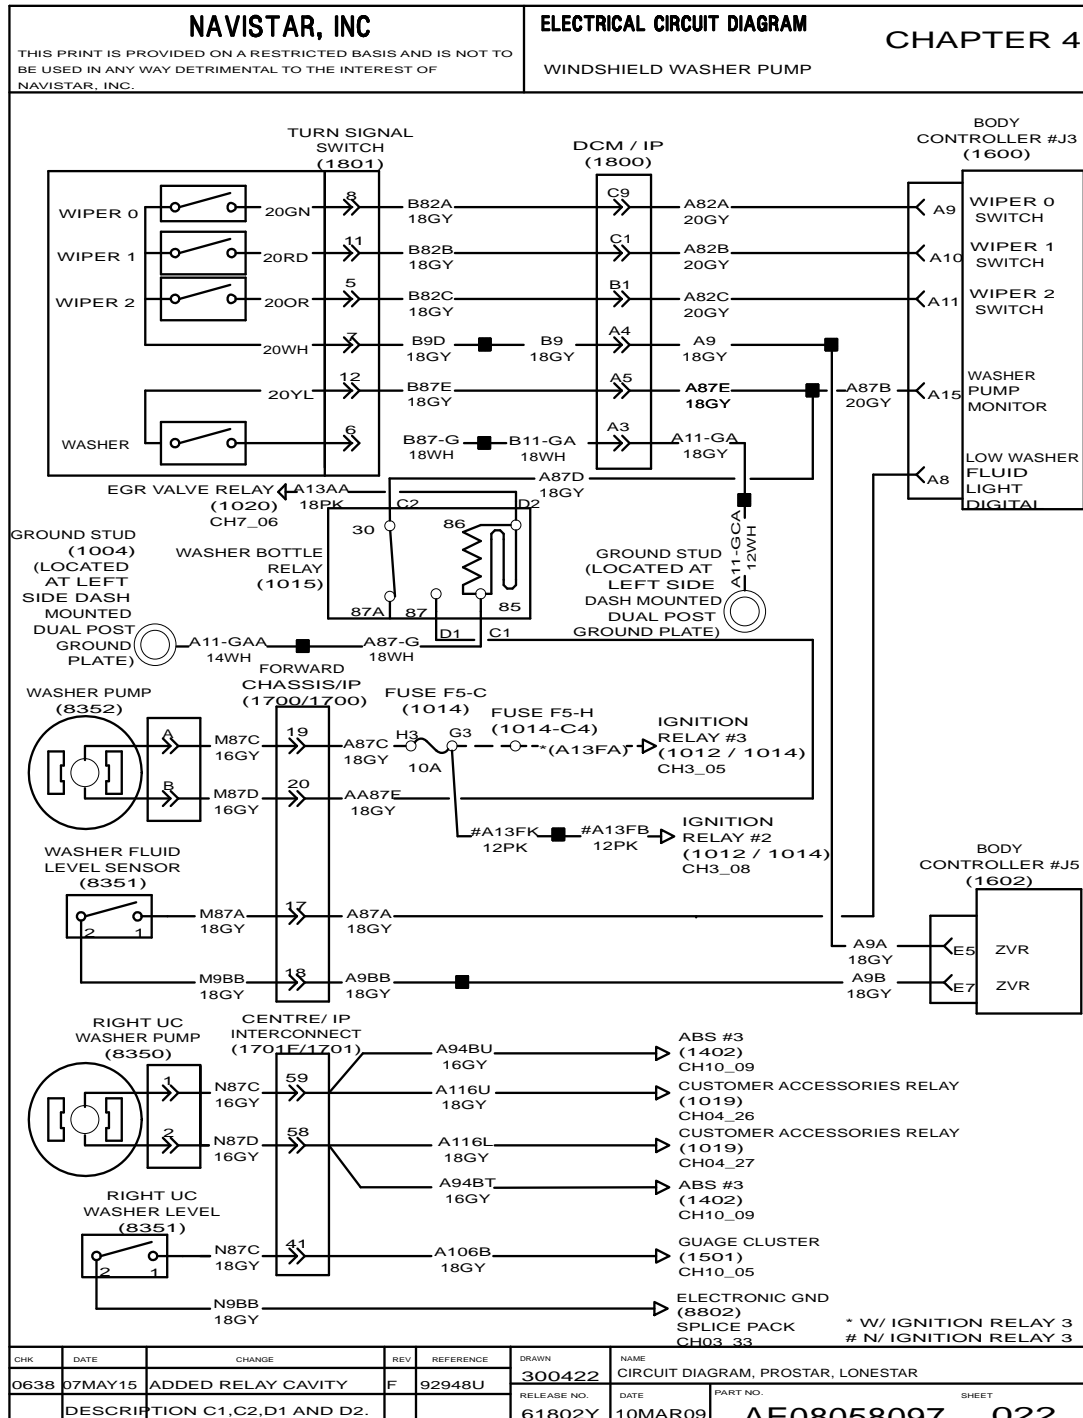 NAVISTAR, INC
THIS PRINT IS PROVIDED ON A RESTRICTED BASIS AND IS NOT TO
BE USED IN ANY WAY DETRIMENTAL TO THE INTEREST OF
NAVISTAR, INC.
ELECTRICAL CIRCUIT DIAGRAM
WINDSHIELD WASHER PUMP
CHAPTER 4
TURN SIGNAL
SWITCH
(1801)
DCM / IP
(1800)
BODY
CONTROLLER #J3
(1600)
WIPER 0
20GN
8
B82A
18GY
C9
A82A
20GY
A9
WIPER 0
SWITCH
WIPER 1
20RD
11
B82B
18GY
C1
A82B
20GY
A10
WIPER 1
SWITCH
WIPER 2
20OR
5
B82C
18GY
B1
A82C
20GY
A11
WIPER 2
SWITCH
20WH
7
B9D
18GY
B9
18GY
A4
A9
18GY
20YL
12
B87E
18GY
A5
A87E
18GY
A87B
20GY
A15
WASHER
PUMP
MONITOR
WASHER
6
B87-G
18WH
B11-GA
18WH
A3
A11-GA
18GY
A8
LOW WASHER
FLUID
LIGHT
DIGITAL
A87D
18GY
EGR VALVE RELAY
(1020)
CH7_06
A13AA
18PK
C2
D2
30
86
87A
87
85
D1
C1
WASHER BOTTLE
RELAY
(1015)
GROUND STUD
(1004)
(LOCATED
AT LEFT
SIDE DASH
MOUNTED
DUAL POST
GROUND
PLATE)
A11-GAA
14WH
A87-G
18WH
GROUND STUD
(LOCATED AT
LEFT SIDE
DASH MOUNTED
DUAL POST
GROUND PLATE)
A11-GCA
12WH
WASHER PUMP
(8352)
FORWARD
CHASSIS/IP
(1700/1700)
FUSE F5-C
(1014)
FUSE F5-H
(1014-C4)
IGNITION
RELAY #3
(1012 / 1014)
CH3_05
A
M87C
16GY
19
A87C
18GY
H3
10A
G3
*(A13FA)
B
M87D
16GY
20
AA87E
18GY
#A13FK
12PK
#A13FB
12PK
IGNITION
RELAY #2
(1012 / 1014)
CH3_08
WASHER FLUID
LEVEL SENSOR
(8351)
2
1
M87A
18GY
17
A87A
18GY
M9BB
18GY
18
A9BB
18GY
BODY
CONTROLLER #J5
(1602)
A9A
18GY
E5
ZVR
A9B
18GY
E7
ZVR
RIGHT UC
WASHER PUMP
(8350)
CENTRE/ IP
INTERCONNECT
(1701F/1701)
1
N87C
16GY
59
A94BU
16GY
ABS #3
(1402)
CH10_09
A116U
18GY
CUSTOMER ACCESSORIES RELAY
(1019)
CH04_26
2
N87D
16GY
58
A116L
18GY
CUSTOMER ACCESSORIES RELAY
(1019)
CH04_27
A94BT
16GY
ABS #3
(1402)
CH10_09
RIGHT UC
WASHER LEVEL
(8351)
2
1
N87C
18GY
41
A106B
18GY
GUAGE CLUSTER
(1501)
CH10_05
N9BB
18GY
ELECTRONIC GND
(8802)
SPLICE PACK
CH03_33
* W/ IGNITION RELAY 3
# N/ IGNITION RELAY 3
CHK DATE CHANGE REV REFERENCE
0638 07MAY15 ADDED RELAY CAVITY F 92948U
DESCRIPTION C1,C2,D1 AND D2.
DRAWN
300422
NAME
CIRCUIT DIAGRAM, PROSTAR, LONESTAR
RELEASE NO.
61802Y
DATE
10MAR09
PART NO.
AE08058097
SHEET
022